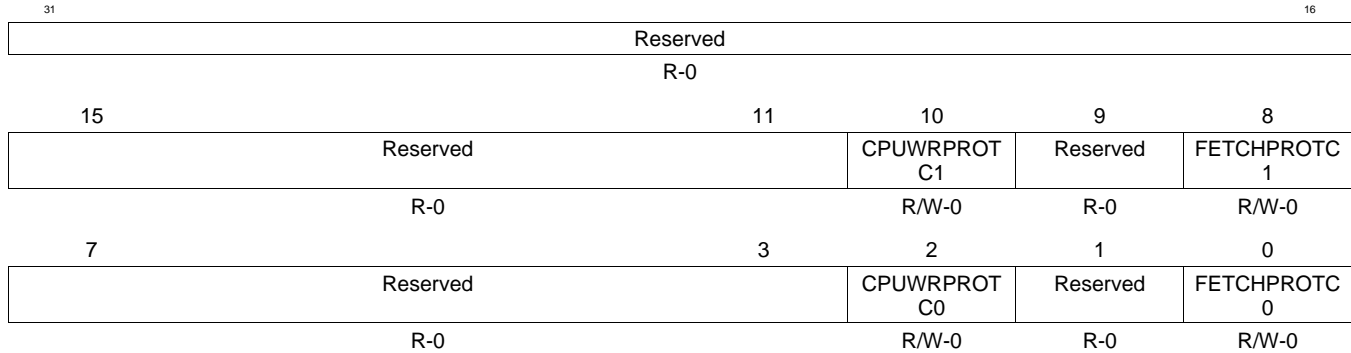 31 16
Reserved
R-0
15 11 10 9 8
Reserved CPUWRPROT Reserved FETCHPROTC
C1 1
R-0 R/W-0 R-0 R/W-0
7 3 2 1 0
Reserved CPUWRPROT Reserved FETCHPROTC
C0 0
R-0 R/W-0 R-0 R/W-0